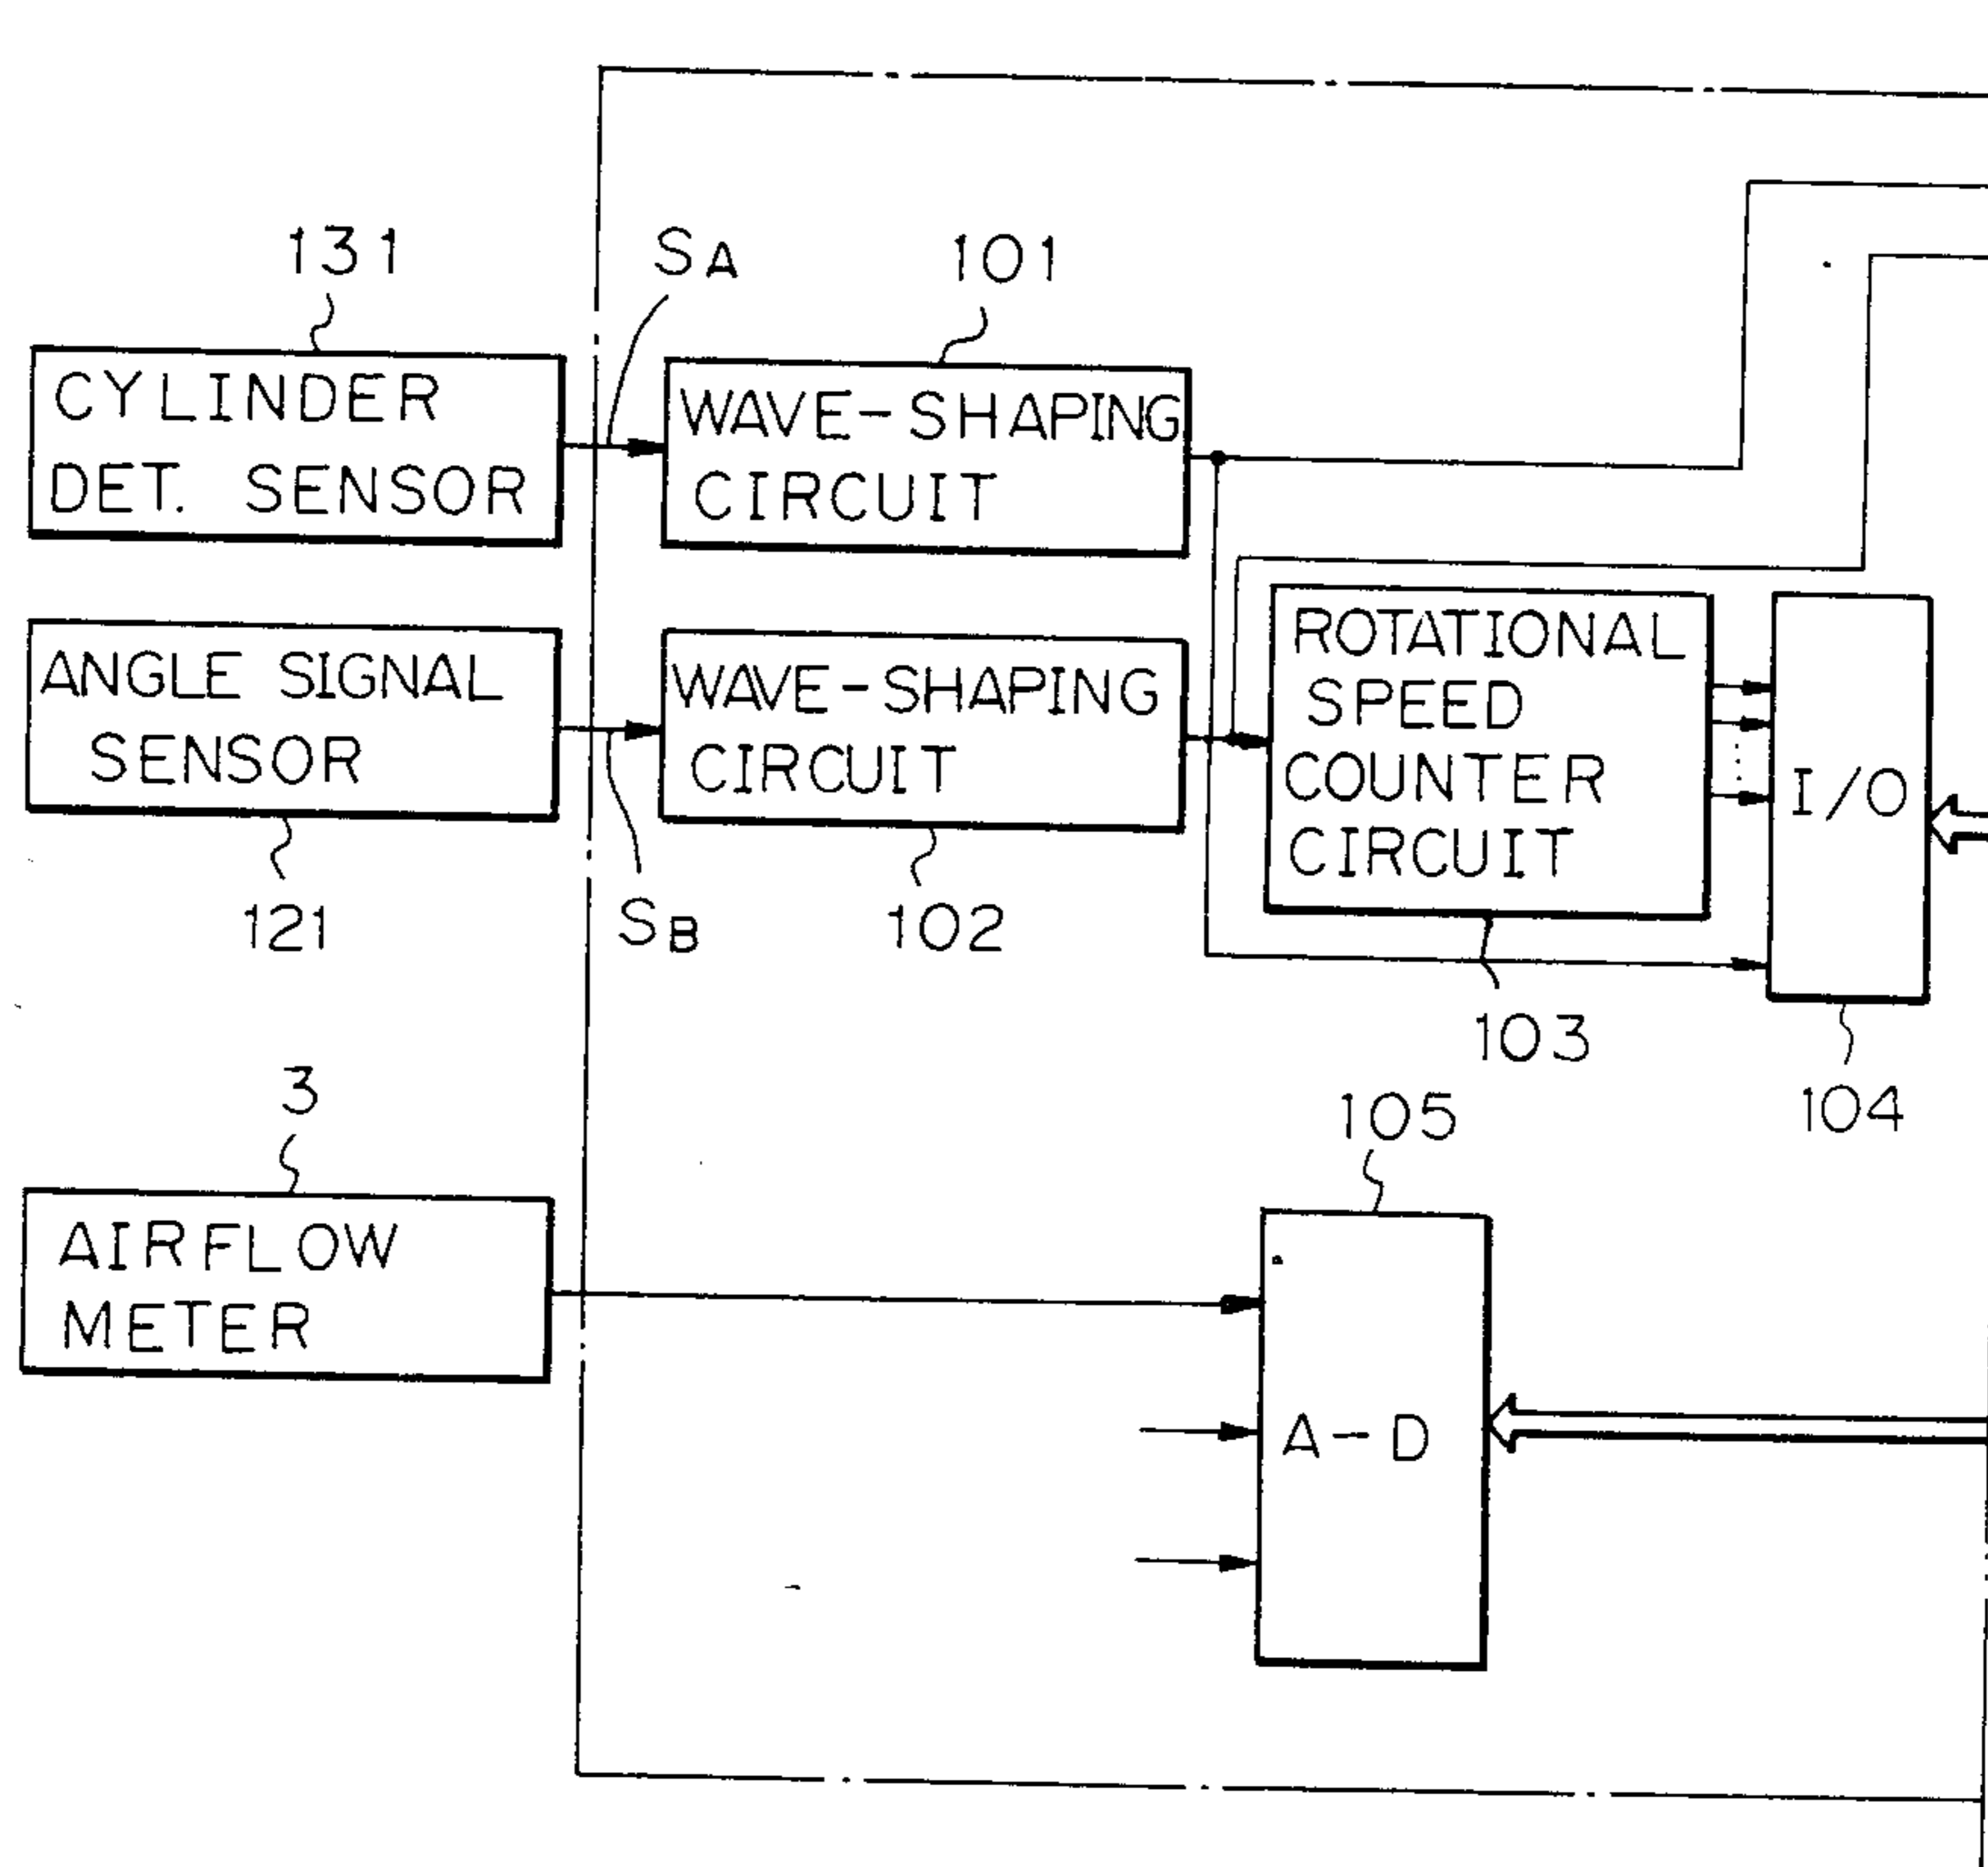 131
SA
101
CYLINDER
DET. SENSOR
WAVE-SHAPING
CIRCUIT
ANGLE SIGNAL
SENSOR
WAVE-SHAPING
CIRCUIT
ROTATIONAL
SPEED
COUNTER
CIRCUIT
I/O
121
SB
102
103
104
3
105
AIRFLOW
METER
A-D